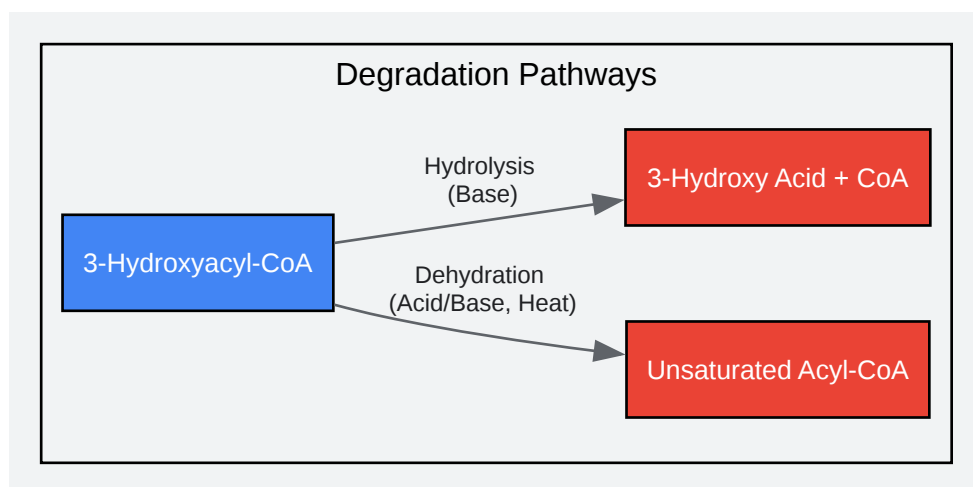 Degradation Pathways
Hydrolysis
(Base)
3-Hydroxy Acid + CoA
3-Hydroxyacyl-CoA
Dehydration
(Acid/Base, Heat)
Unsaturated Acyl-CoA